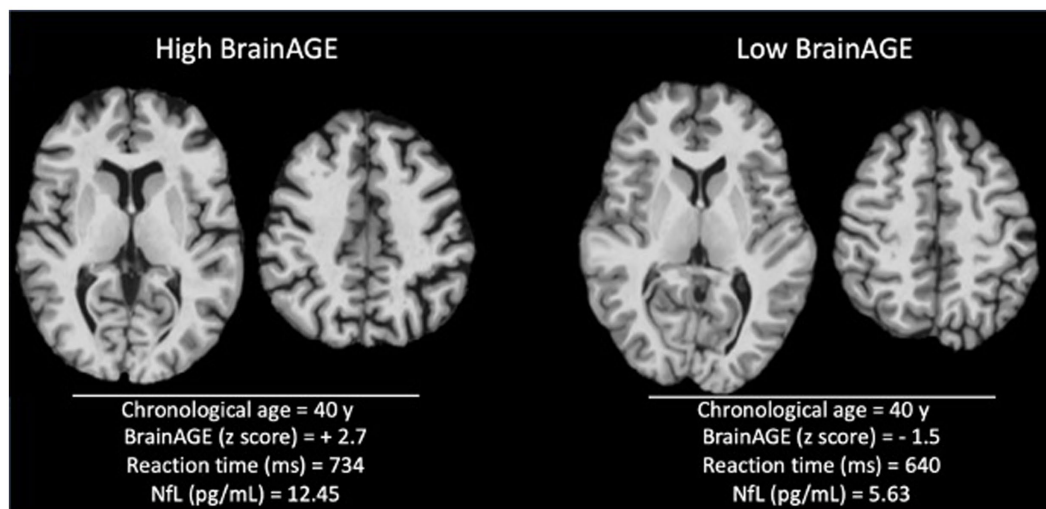 High BrainAGE
Low BrainAGE
Chronological age = 40 y
BrainAGE (z score) = + 2.7
Reaction time (ms) = 734
NfL (pg/mL) = 12.45
Chronological age = 40 y
BrainAGE (z score) = - 1.5
Reaction time (ms) = 640
NfL (pg/mL) = 5.63